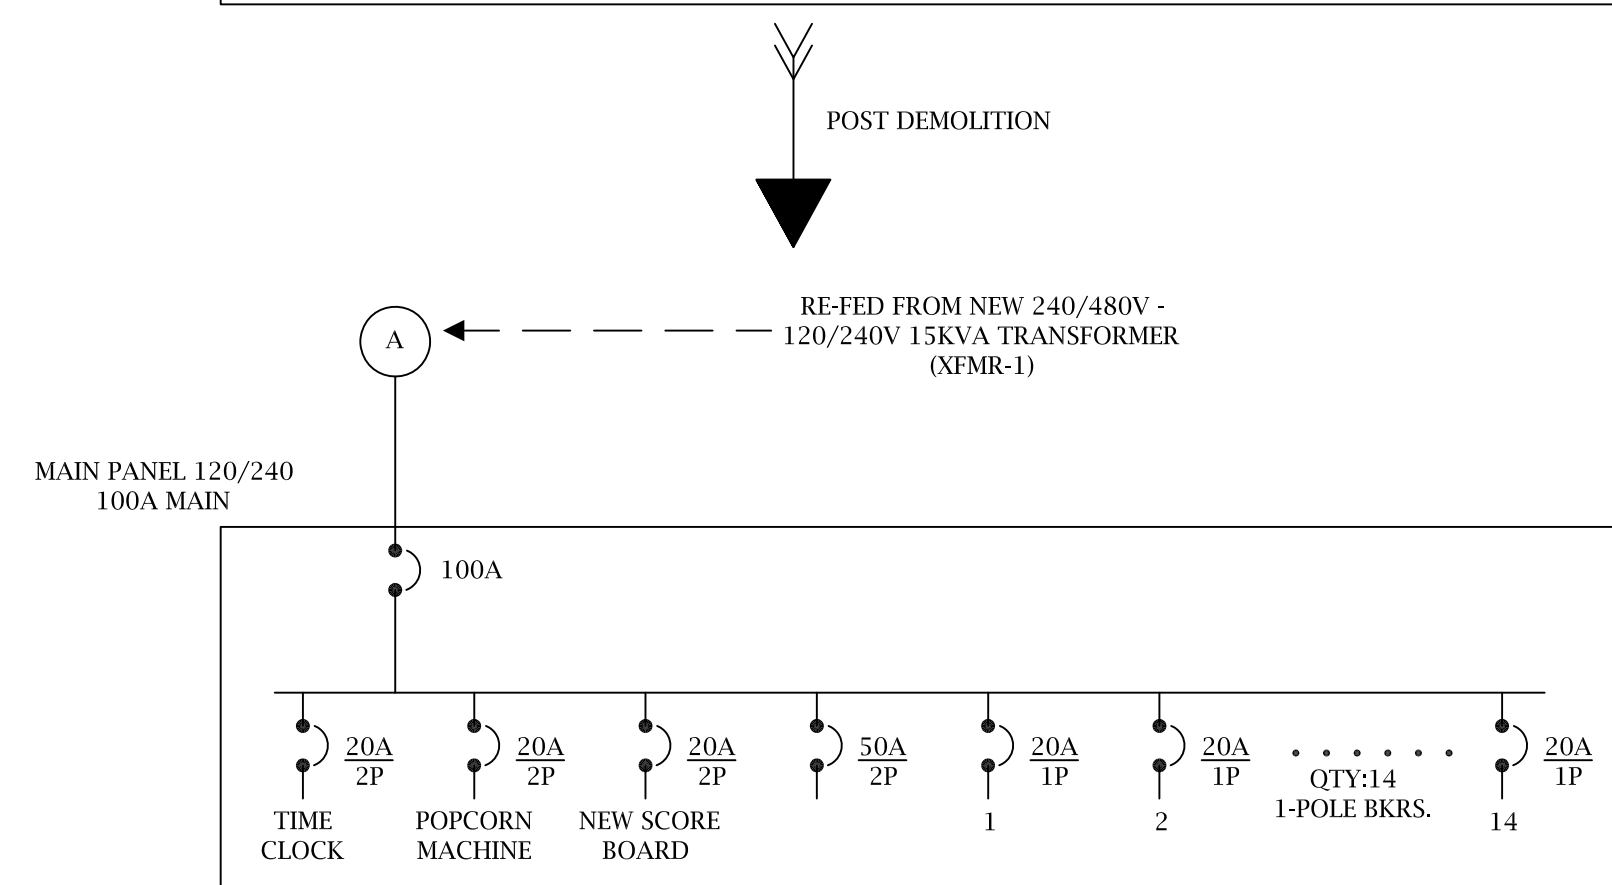 POST DEMOLITION
RE-FED FROM NEW 240/480V -
120/240V 15KVA TRANSFORMER
(XFMR-1)
A
MAIN PANEL 120/240
100A MAIN
100A
20A
2P
TIME
CLOCK
20A
2P
POPCORN
MACHINE
20A
2P
NEW SCORE
BOARD
50A
2P
20A
1P
1
20A
1P
2
QTY:14
1-POLE BKRS.
20A
1P
14